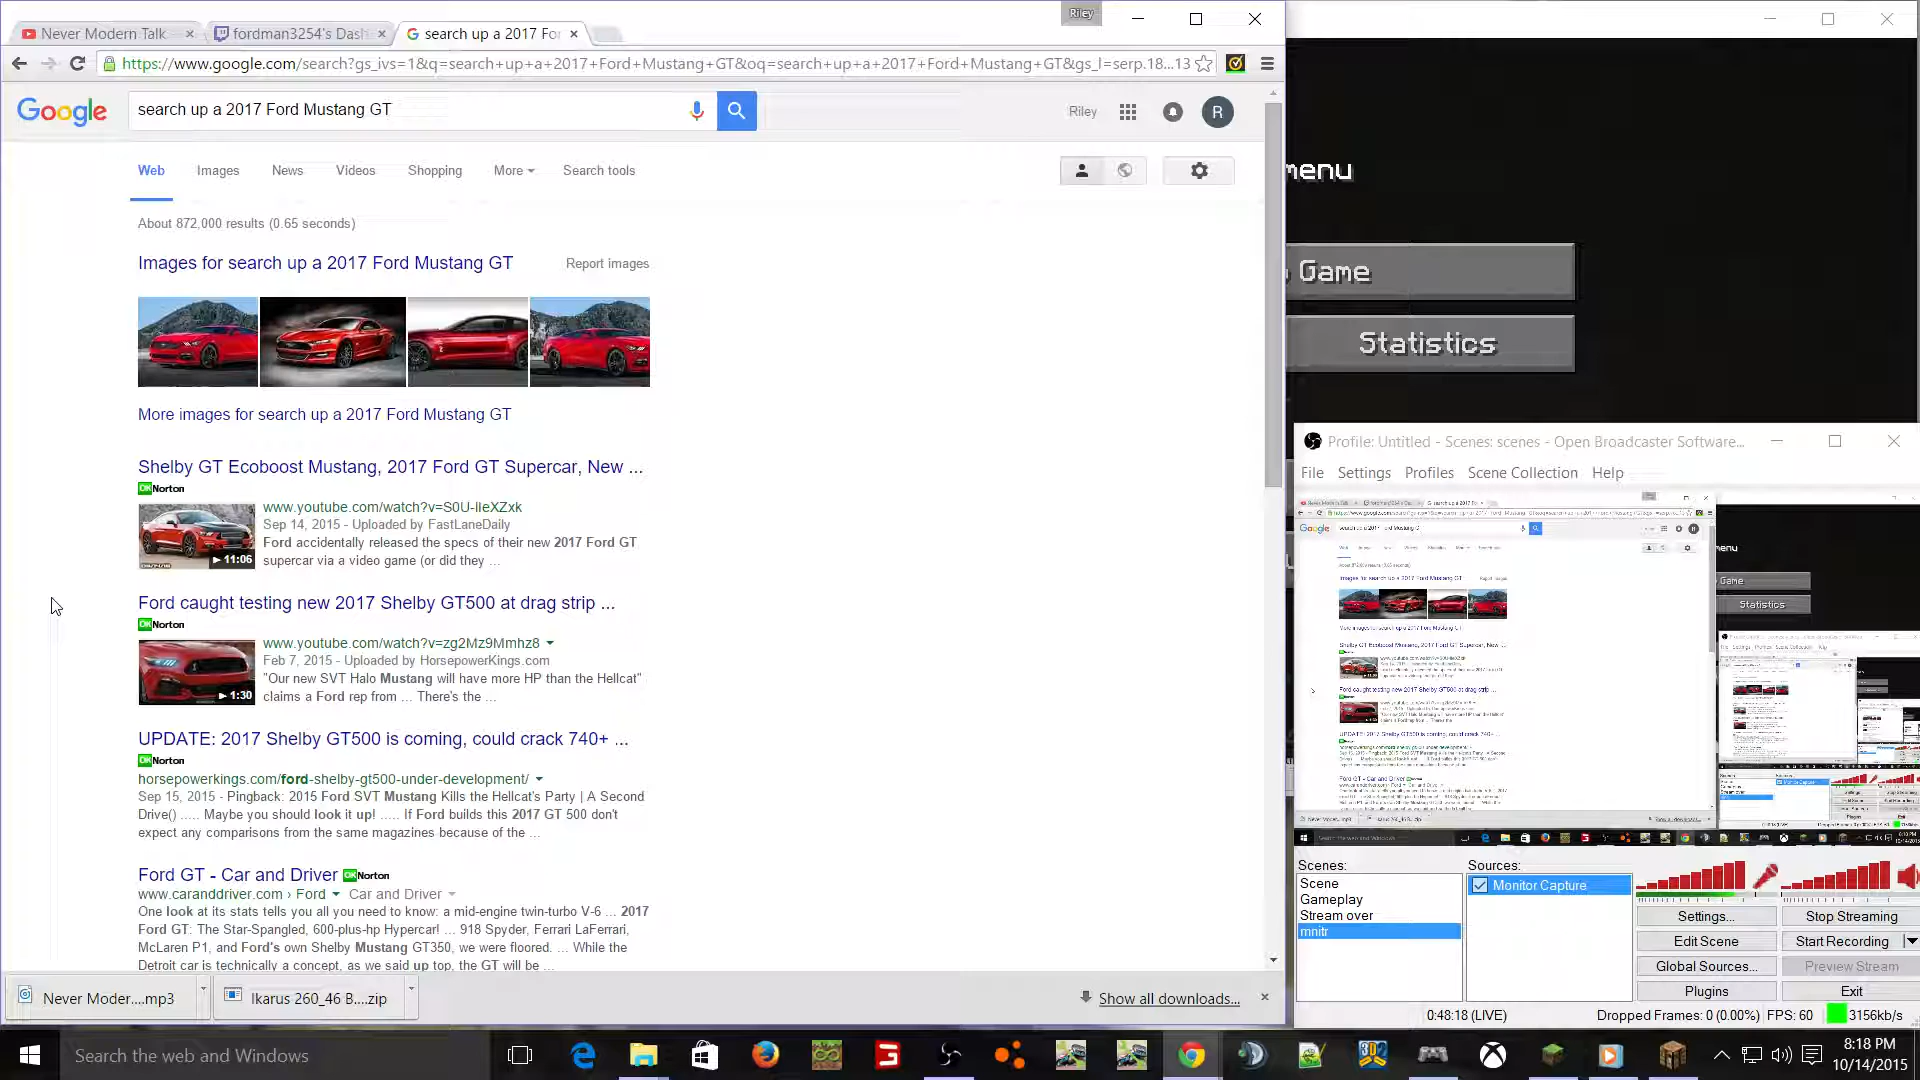 Riley
Never Modern Talk
fordman3254's Dash
search up a 2017 For
https://www.google.com/search?gs_ivs=1&q=search+up+a+2017+Ford+Mustang+GT&oq=search+up+a+2017+Ford+Mustang+GT&gs_l=serp.18...13
Google
search up a 2017 Ford Mustang GT
Riley
R
Web
Images
News
Videos
Shopping
More
Search tools
About 872,000 results (0.65 seconds)
Images for search up a 2017 Ford Mustang GT
Report images
More images for search up a 2017 Ford Mustang GT
Shelby GT Ecoboost Mustang, 2017 Ford GT Supercar, New ...
OK Norton
www.youtube.com/watch?v=S0U-lIeXZxk
Sep 14, 2015 - Uploaded by FastLaneDaily
Ford accidentally released the specs of their new 2017 Ford GT
supercar via a video game (or did they ...
11:06
Ford caught testing new 2017 Shelby GT500 at drag strip ...
OK Norton
www.youtube.com/watch?v=zg2Mz9Mmhz8
Feb 7, 2015 - Uploaded by HorsepowerKings.com
"Our new SVT Halo Mustang will have more HP than the Hellcat"
claims a Ford rep from ... There's the ...
1:30
UPDATE: 2017 Shelby GT500 is coming, could crack 740+ ...
OK Norton
horsepowerkings.com/ford-shelby-gt500-under-development/
Sep 15, 2015 - Pingback: 2015 Ford SVT Mustang Kills the Hellcat's Party | A Second
Drive() ..... Maybe you should look it up! ..... If Ford builds this 2017 GT 500 don't
expect any comparisons from the same magazines because of the ...
Ford GT - Car and Driver OK Norton
www.caranddriver.com › Ford Car and Driver
One look at its stats tells you all you need to know: a mid-engine twin-turbo V-6 ... 2017
Ford GT: The Star-Spangled, 600-plus-hp Hypercar! ... 918 Spyder, Ferrari LaFerrari,
McLaren P1, and Ford's own Shelby Mustang GT350, we were floored. ... While the
Detroit car is technically a concept, as we said up top, the GT will be ...
Never Moder....mp3
Ikarus 260_46 B....zip
Show all downloads...
menu
Game
Statistics
Profile: Untitled - Scenes: scenes - Open Broadcaster Software...
File
Settings
Profiles
Scene Collection
Help
Scenes:
Scene
Gameplay
Stream over
mnitr
Sources:
Monitor Capture
Settings...
Stop Streaming
Edit Scene
Start Recording
Global Sources...
Preview Stream
Plugins
Exit
0:48:18 (LIVE)
Dropped Frames: 0 (0.00%)
FPS: 60
3156kb/s
Search the web and Windows
8:18 PM
10/14/2015